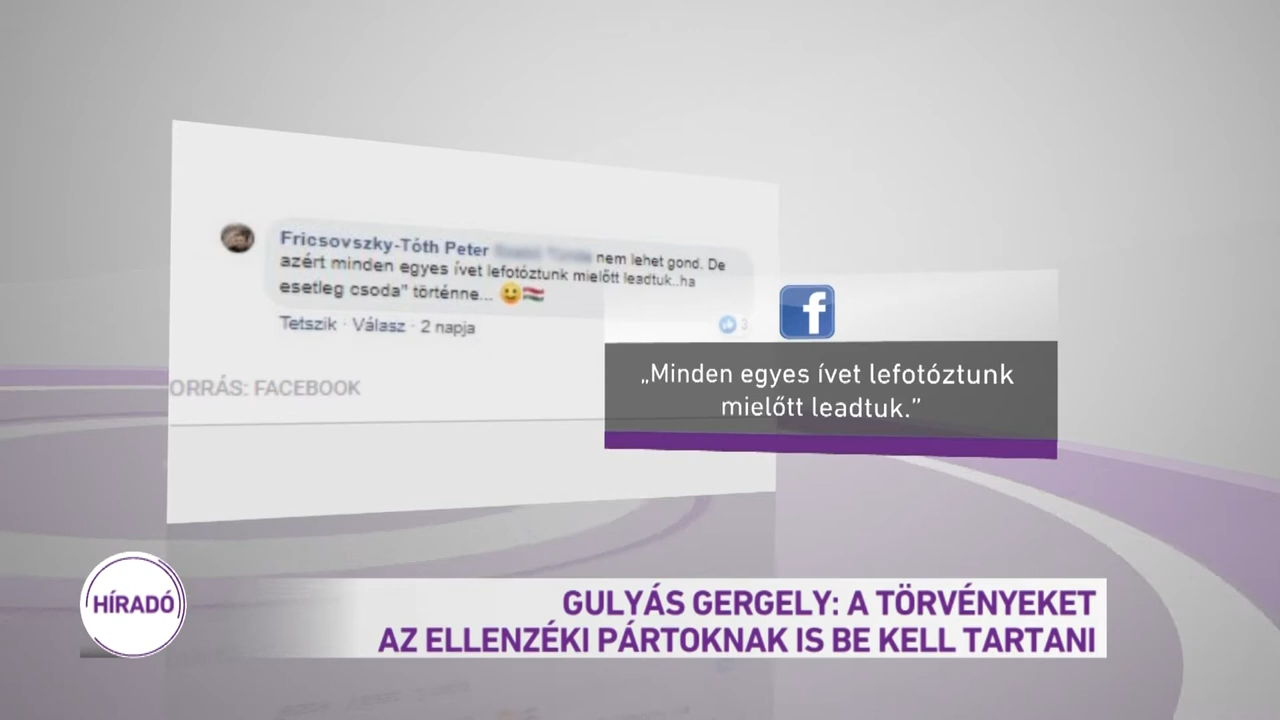 Fricsovszky-Tóth Peter nem lehet gond. De
azért minden egyes ívet lefotóztunk mielőtt leadtuk..ha
esetleg csoda" történne...
Tetszik · Válasz · 2 napja
3
ORRÁS: FACEBOOK
f
„Minden egyes ívet lefotóztunk
mielőtt leadtuk.”
HÍRADÓ
GULYÁS GERGELY: A TÖRVÉNYEKET
AZ ELLENZÉKI PÁRTOKNAK IS BE KELL TARTANI